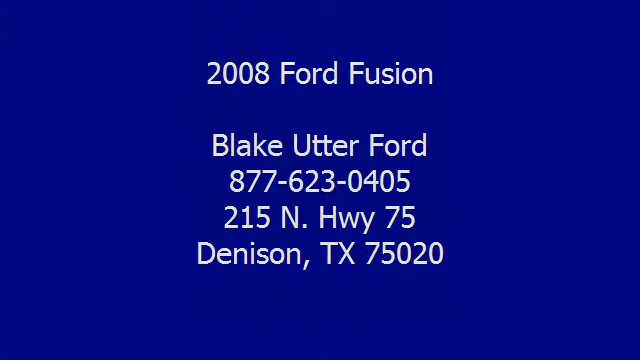 2008 Ford Fusion
Blake Utter Ford
877-623-0405
215 N. Hwy 75
Denison, TX 75020